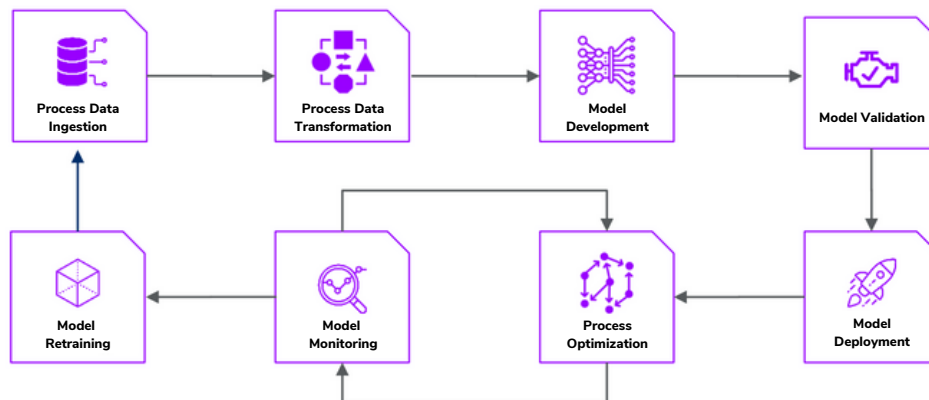 Process Data
Ingestion
Process Data
Transformation
Model
Development
Model Validation
Model
Retraining
Model
Monitoring
Process
Optimization
Model
Deployment